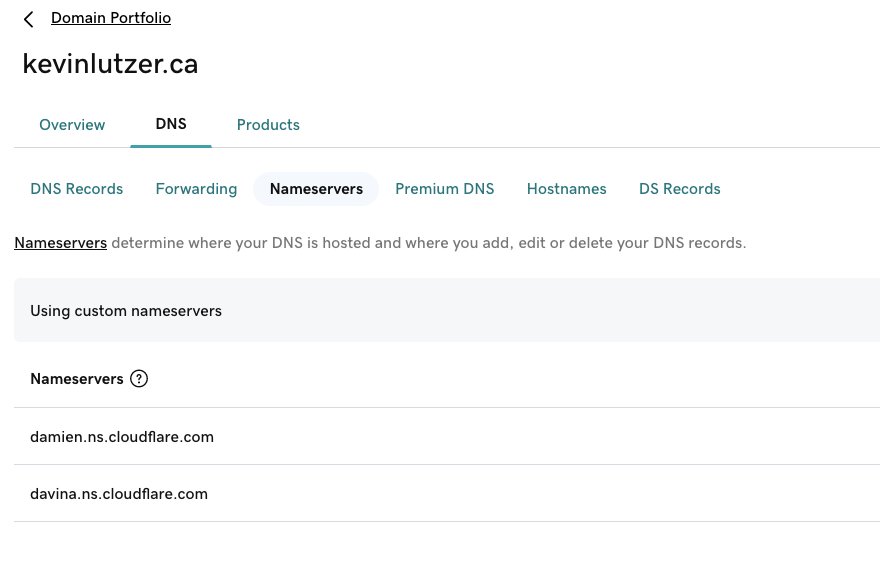 Domain Portfolio
kevinlutzer.ca
Overview DNS Products
DNS Records Forwarding Nameservers Premium DNS Hostnames DS Records
Nameservers determine where your DNS is hosted and where you add, edit or delete your DNS records.
Using custom nameservers
Nameservers ?
damien.ns.cloudflare.com
davina.ns.cloudflare.com